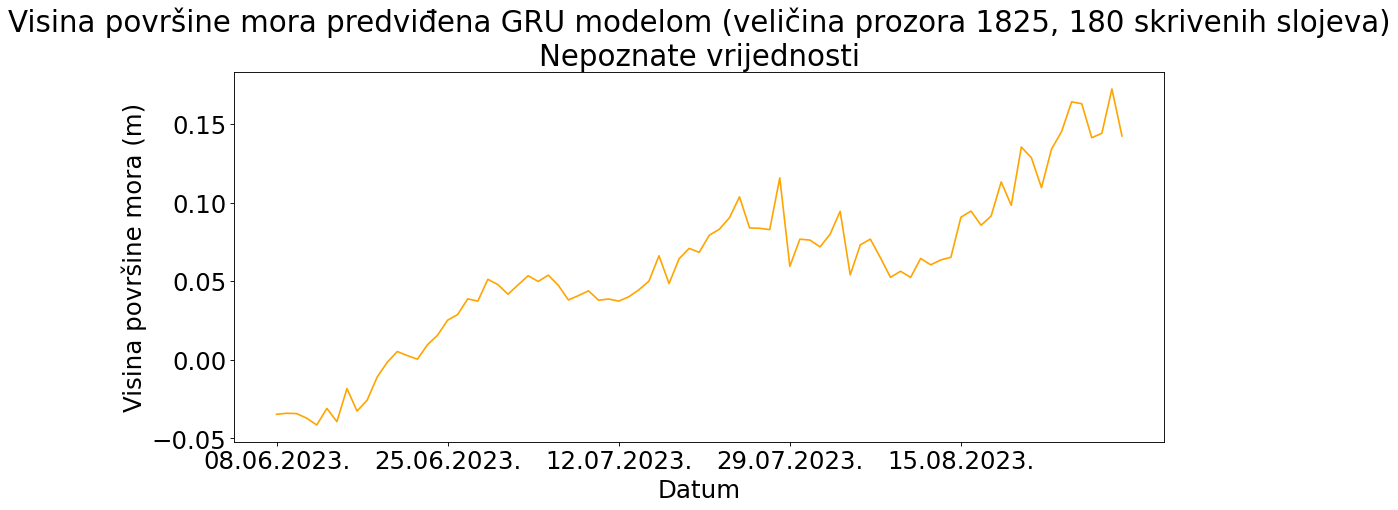 Visina površine mora predviđena GRU modelom (veličina prozora 1825, 180 skrivenih slojeva)
Nepoznate vrijednosti
Visina površine mora (m)
0.15
0.10
0.05
0.00
−0.05
08.06.2023.
25.06.2023.
12.07.2023.
29.07.2023.
15.08.2023.
Datum